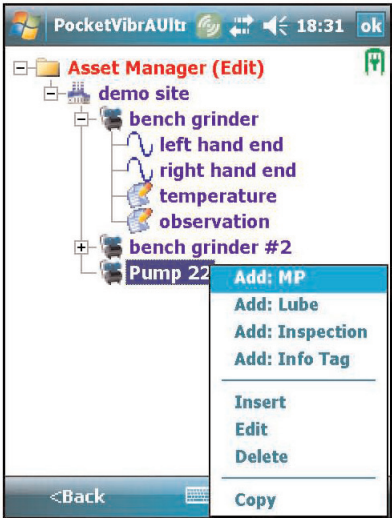 PocketVibrAUltr 18:31 ok
Asset Manager (Edit)
demo site
bench grinder
left hand end
right hand end
temperature
observation
bench grinder #2
Pump 22
Add: MP
Add: Lube
Add: Inspection
Add: Info Tag
Insert
Edit
Delete
Copy
<Back